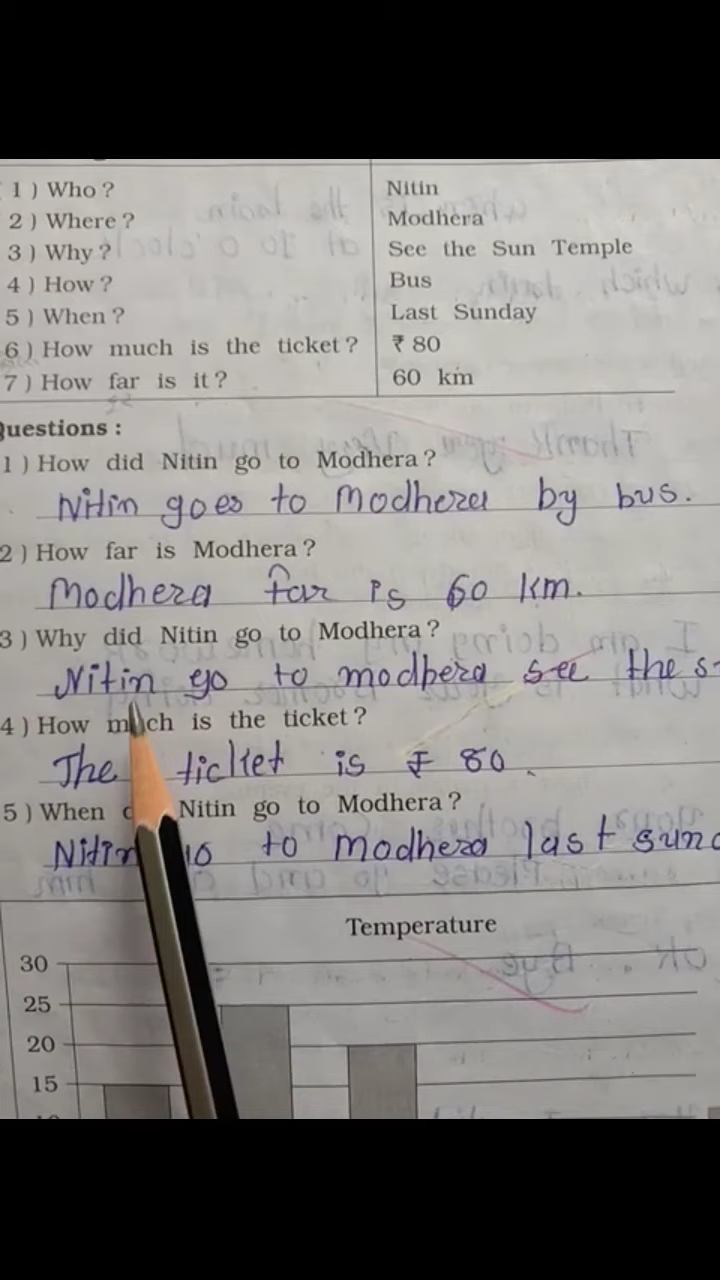 1 ) Who ? Nitin
2 ) Where ? Modhera
3 ) Why ? See the Sun Temple
4 ) How ? Bus
5 ) When ? Last Sunday
6 ) How much is the ticket ? ₹ 80
7 ) How far is it ? 60 km
Questions :
1 ) How did Nitin go to Modhera ?
Nitin goes to Modhera by bus.
2 ) How far is Modhera ?
Modhera far is 60 km.
3 ) Why did Nitin go to Modhera ?
Nitin go to modhera see the
4 ) How much is the ticket ?
The ticket is ₹ 80 .
5 ) When Nitin go to Modhera ?
Nitin go to Modhera last
Temperature
30
25
20
15